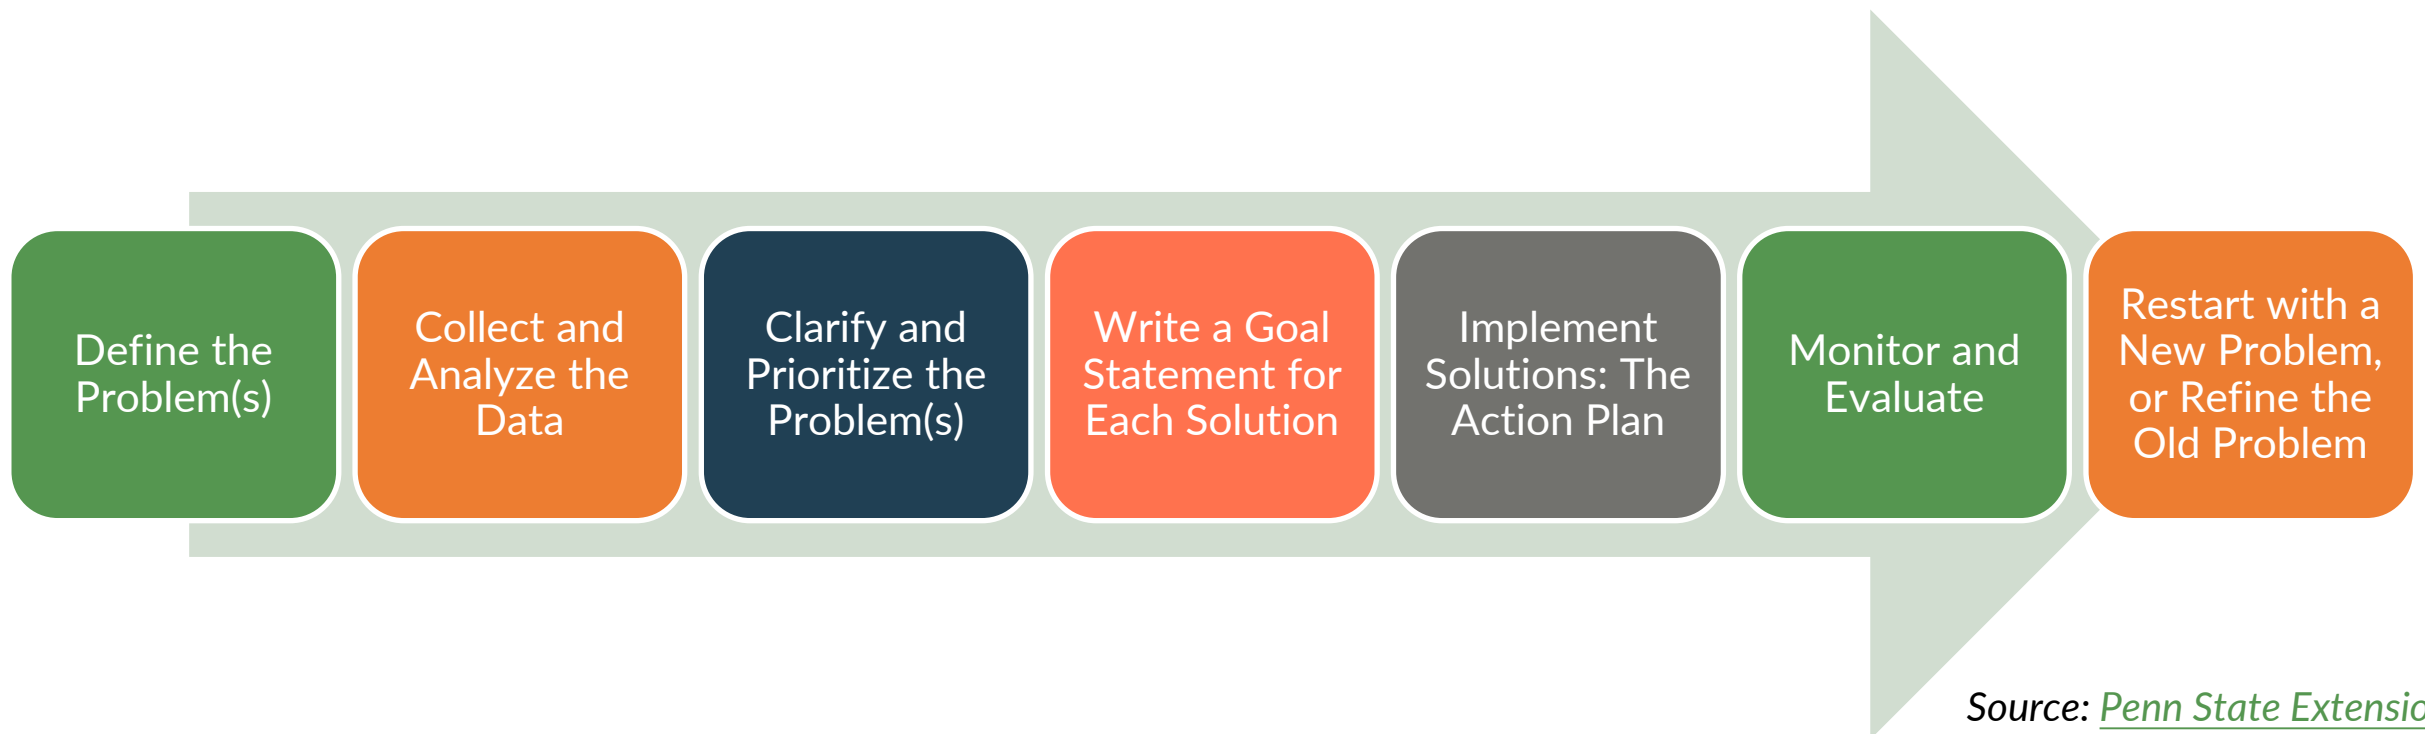 Define the
Problem(s)
Collect and
Analyze the
Data
Clarify and
Prioritize the
Problem(s)
Write a Goal
Statement for
Each Solution
Implement
Solutions: The
Action Plan
Monitor and
Evaluate
Restart with a
New Problem,
or Refine the
Old Problem
Source: Penn State Extensio